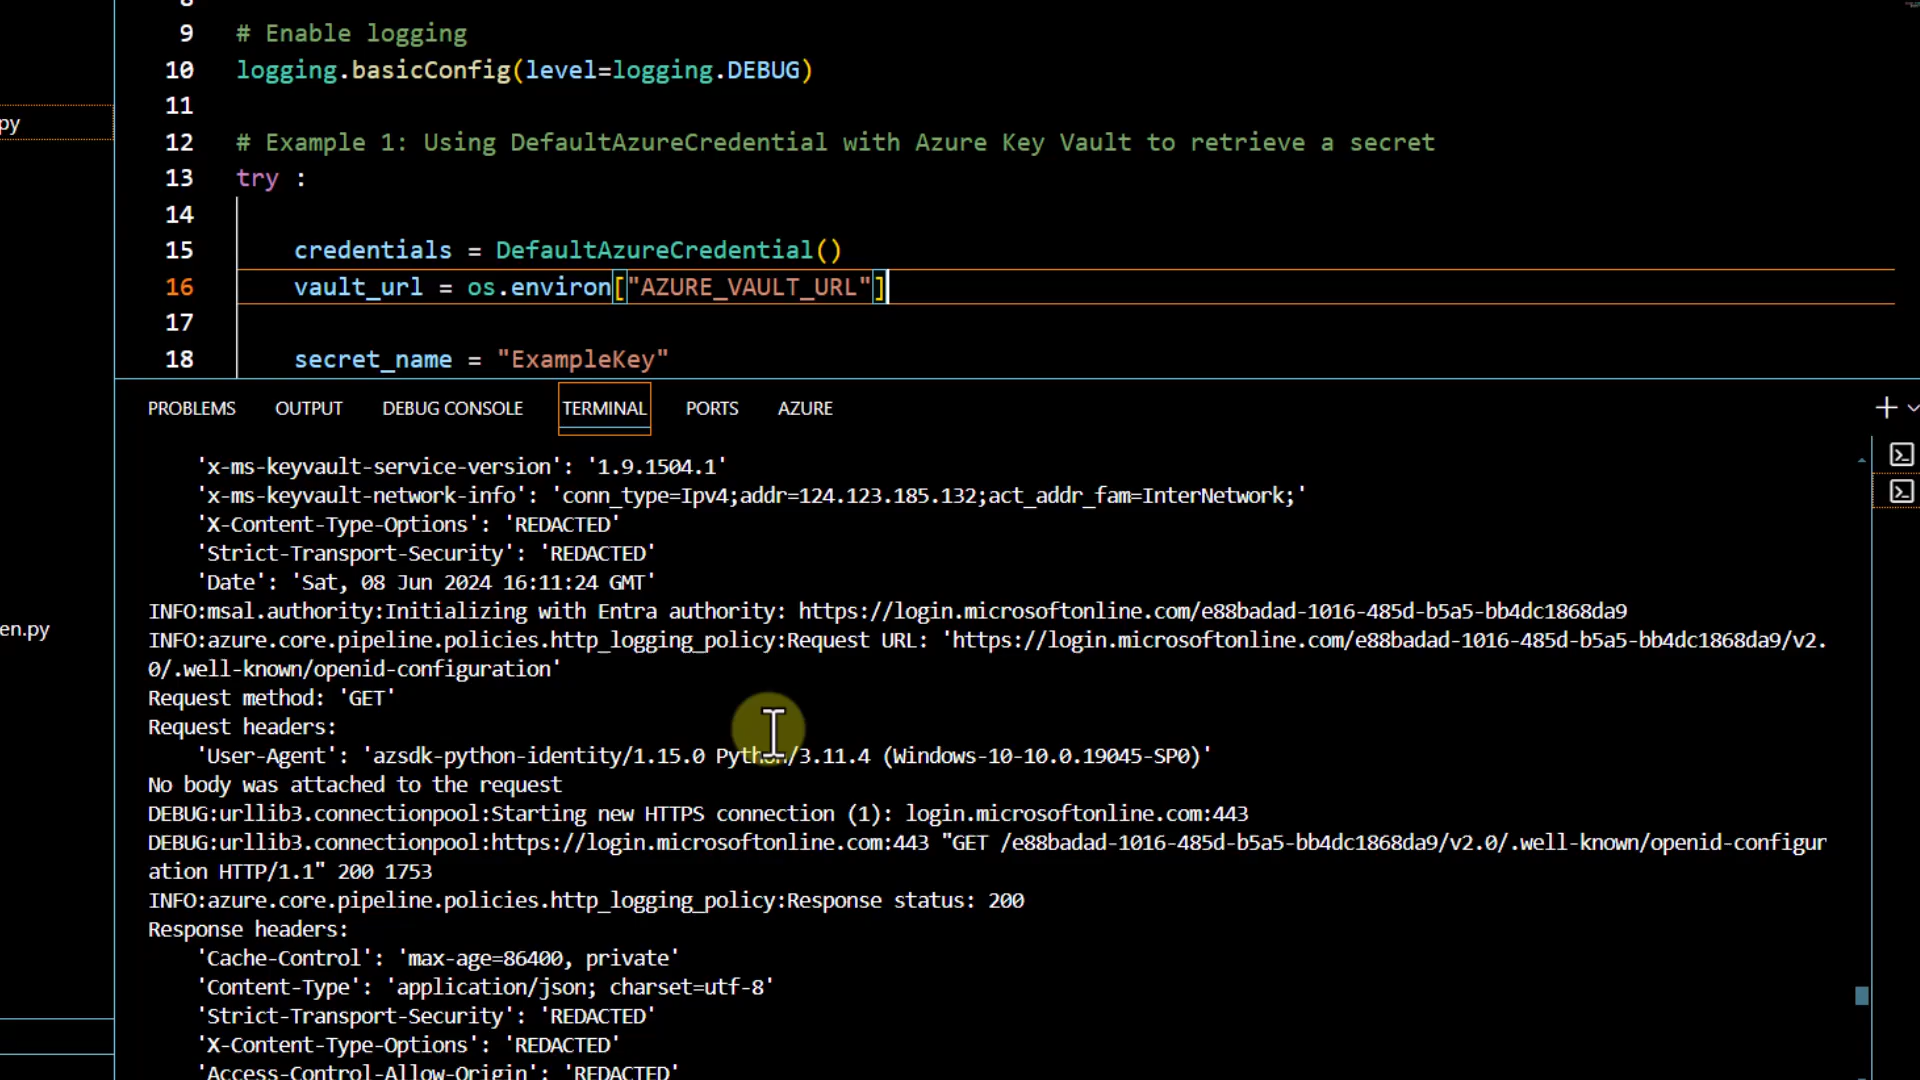 9 # Enable logging
10 logging.basicConfig(level=logging.DEBUG)
11
12 # Example 1: Using DefaultAzureCredential with Azure Key Vault to retrieve a secret
py
13 try :
14
15 credentials = DefaultAzureCredential()
16 vault_url = os.environ["AZURE_VAULT_URL"]
17
18 secret_name = "ExampleKey"
PROBLEMS OUTPUT DEBUG CONSOLE TERMINAL PORTS AZURE
'x-ms-keyvault-service-version': '1.9.1504.1'
'x-ms-keyvault-network-info': 'conn_type=Ipv4;addr=124.123.185.132;act_addr_fam=InterNetwork;'
'X-Content-Type-Options': 'REDACTED'
'Strict-Transport-Security': 'REDACTED'
'Date': 'Sat, 08 Jun 2024 16:11:24 GMT'
INFO:msal.authority:Initializing with Entra authority: https://login.microsoftonline.com/e88badad-1016-485d-b5a5-bb4dc1868da9
en.py
INFO:azure.core.pipeline.policies.http_logging_policy:Request URL: 'https://login.microsoftonline.com/e88badad-1016-485d-b5a5-bb4dc1868da9/v2.
0/.well-known/openid-configuration'
Request method: 'GET'
Request headers:
'User-Agent': 'azsdk-python-identity/1.15.0 Python/3.11.4 (Windows-10-10.0.19045-SP0)'
No body was attached to the request
DEBUG:urllib3.connectionpool:Starting new HTTPS connection (1): login.microsoftonline.com:443
DEBUG:urllib3.connectionpool:https://login.microsoftonline.com:443 "GET /e88badad-1016-485d-b5a5-bb4dc1868da9/v2.0/.well-known/openid-configur
ation HTTP/1.1" 200 1753
INFO:azure.core.pipeline.policies.http_logging_policy:Response status: 200
Response headers:
'Cache-Control': 'max-age=86400, private'
'Content-Type': 'application/json; charset=utf-8'
'Strict-Transport-Security': 'REDACTED'
'X-Content-Type-Options': 'REDACTED'
'Access-Control-Allow-Origin': 'REDACTED'